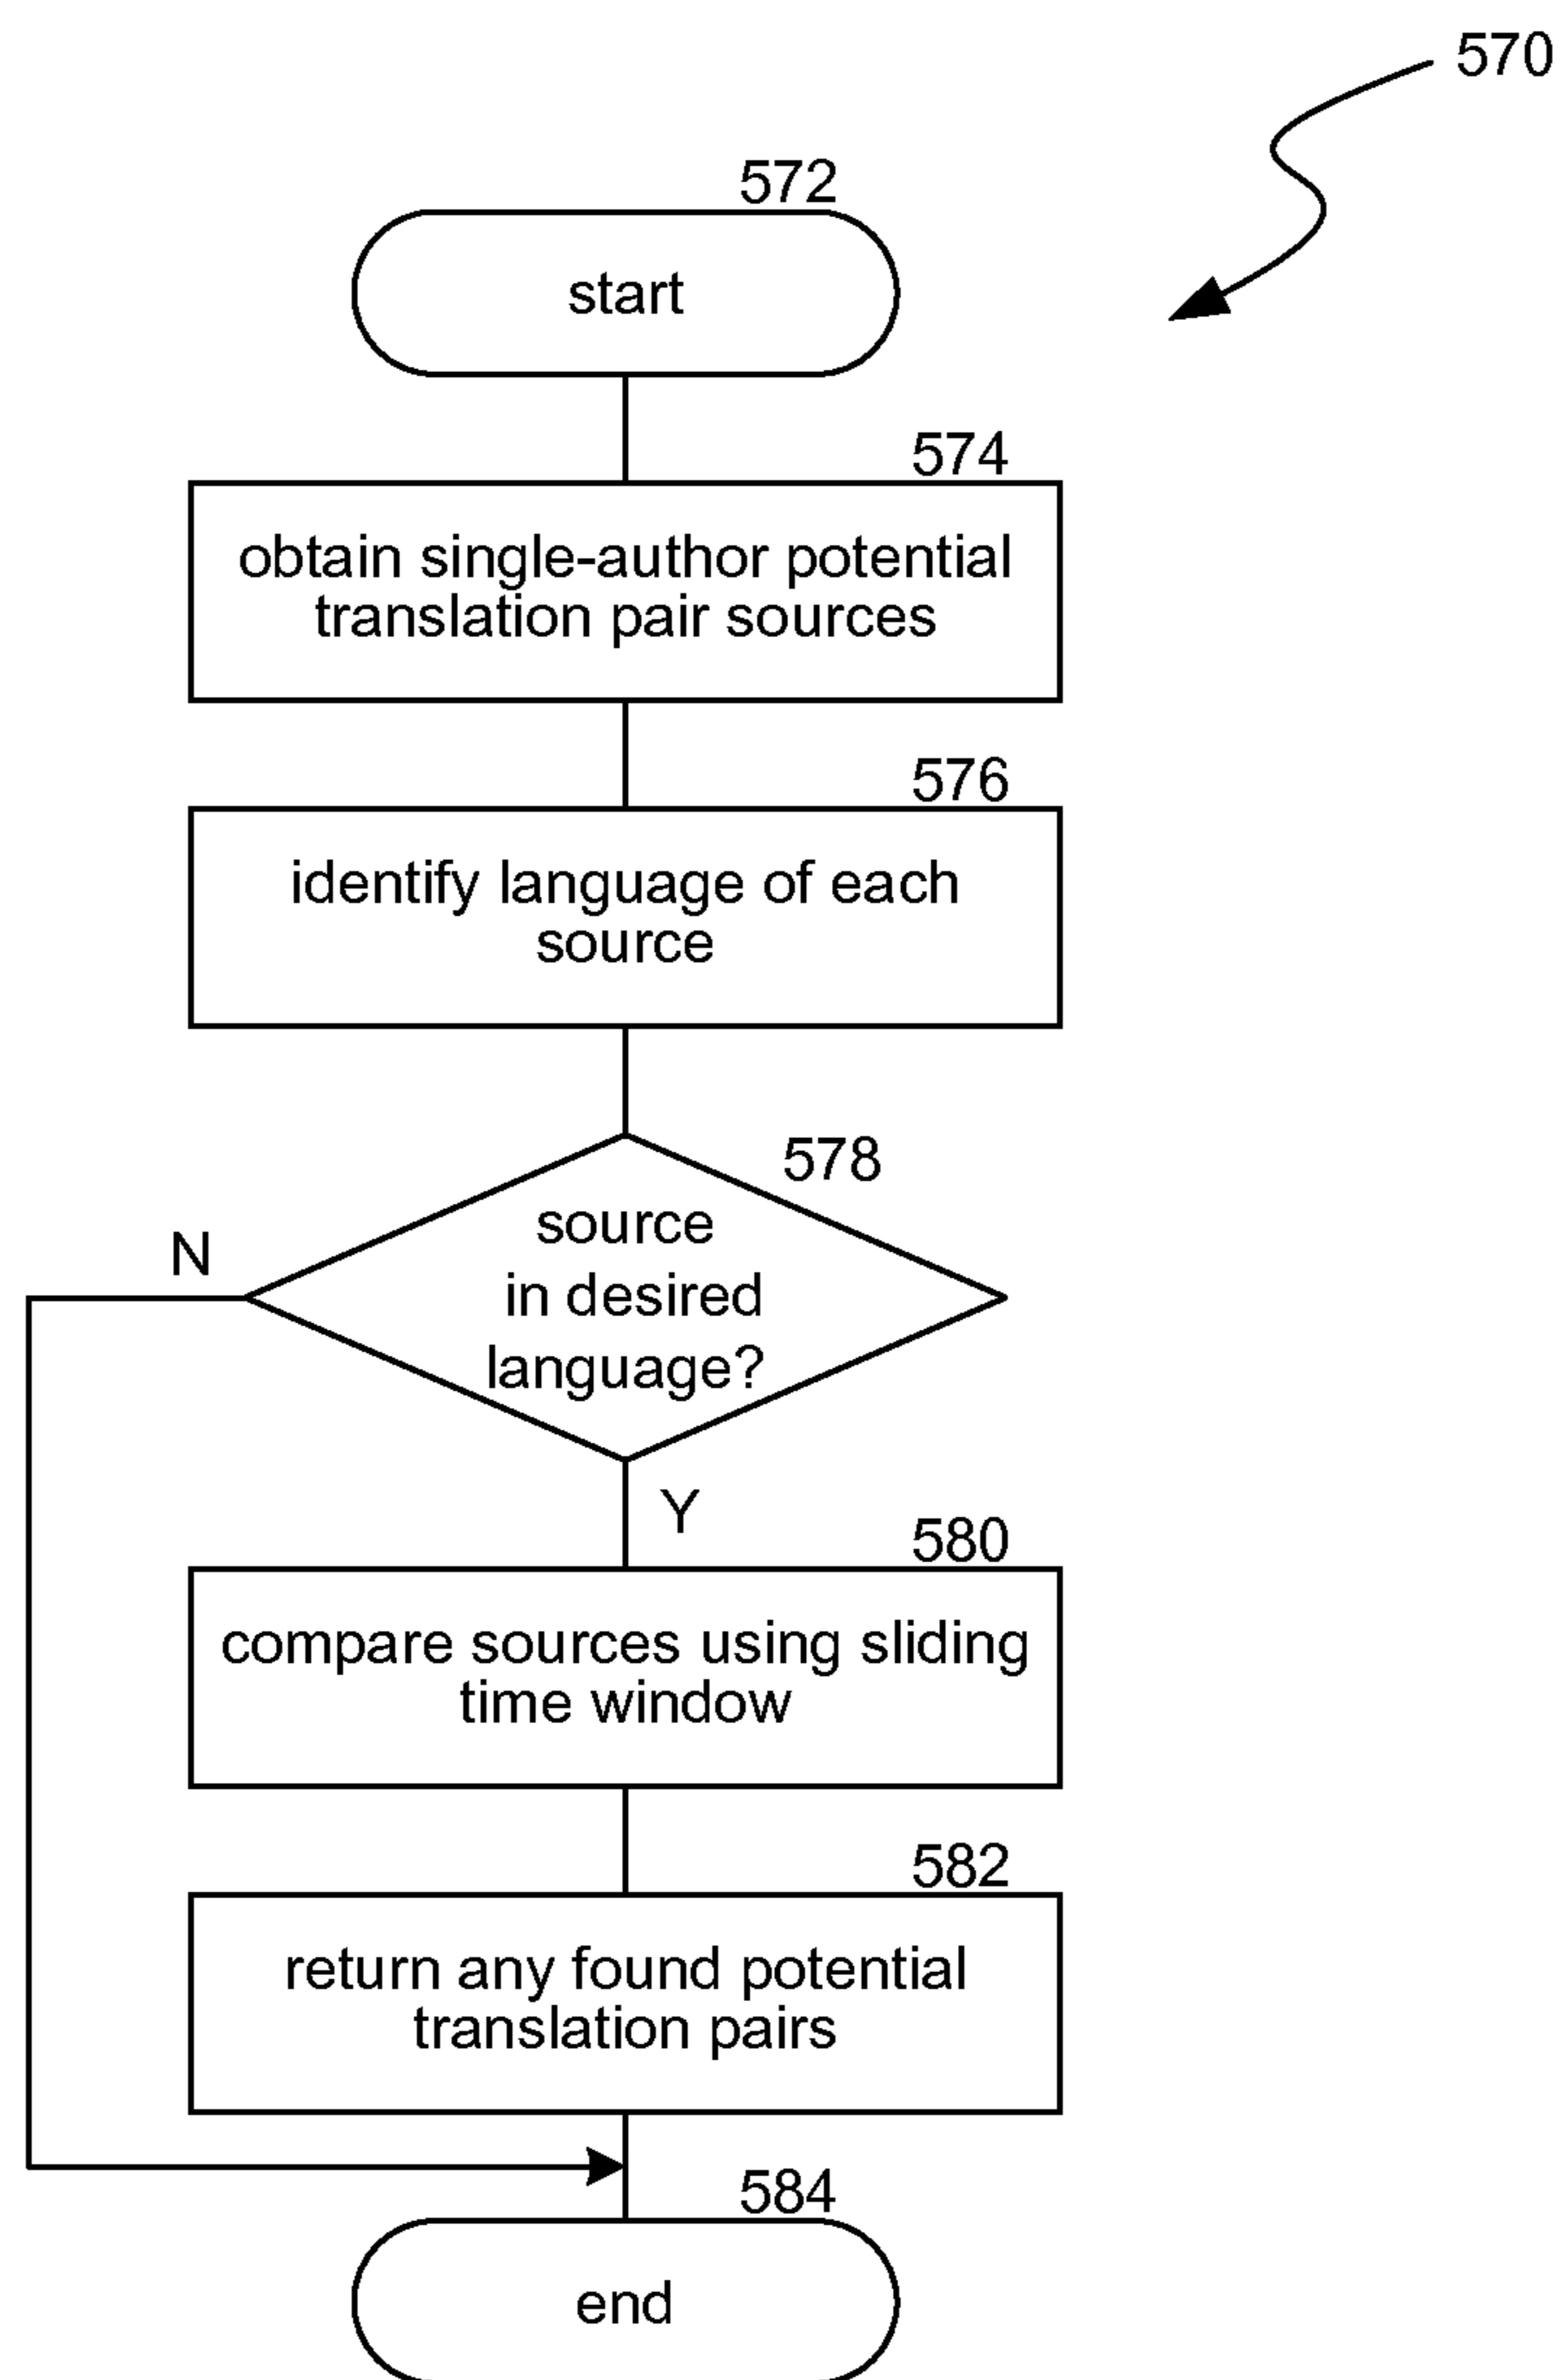 570
572
start
574
obtain single-author potential
translation pair sources
576
identify language of each
source
578
source
in desired
language?
N
Y
580
compare sources using sliding
time window
582
return any found potential
translation pairs
584
end